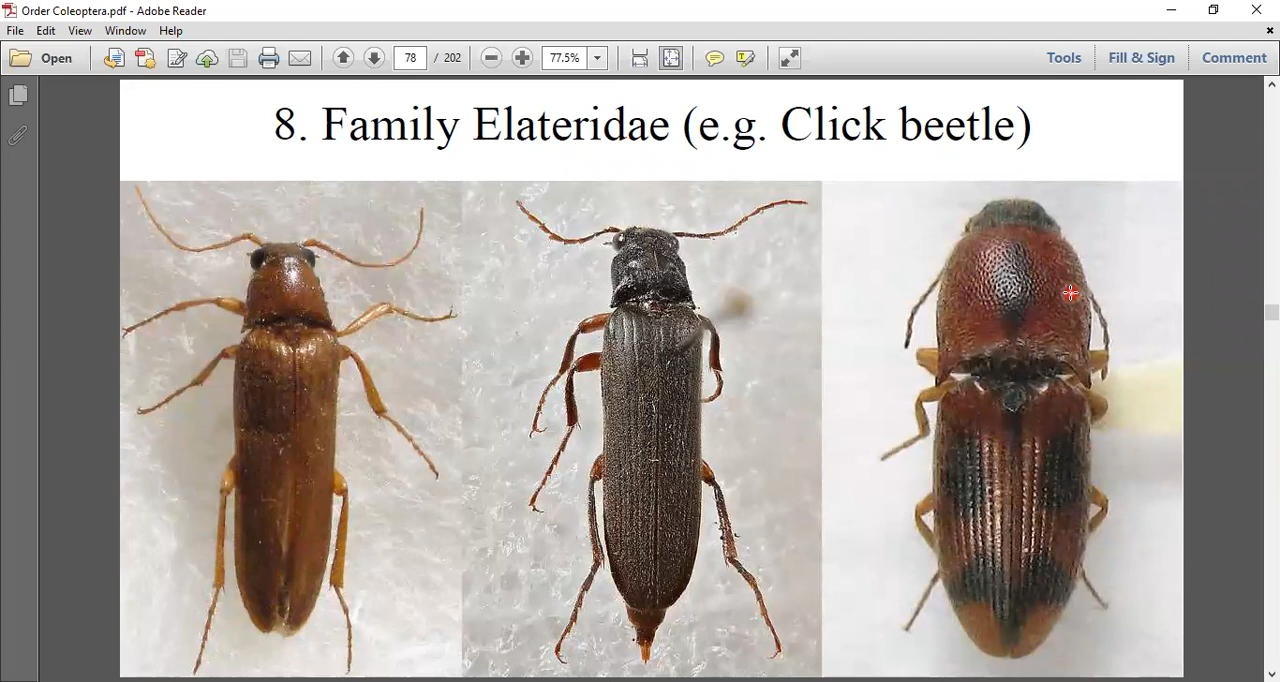 Order Coleoptera.pdf - Adobe Reader
File Edit View Window Help
Open 78 / 202 77.5% Tools Fill & Sign Comment
8. Family Elateridae (e.g. Click beetle)